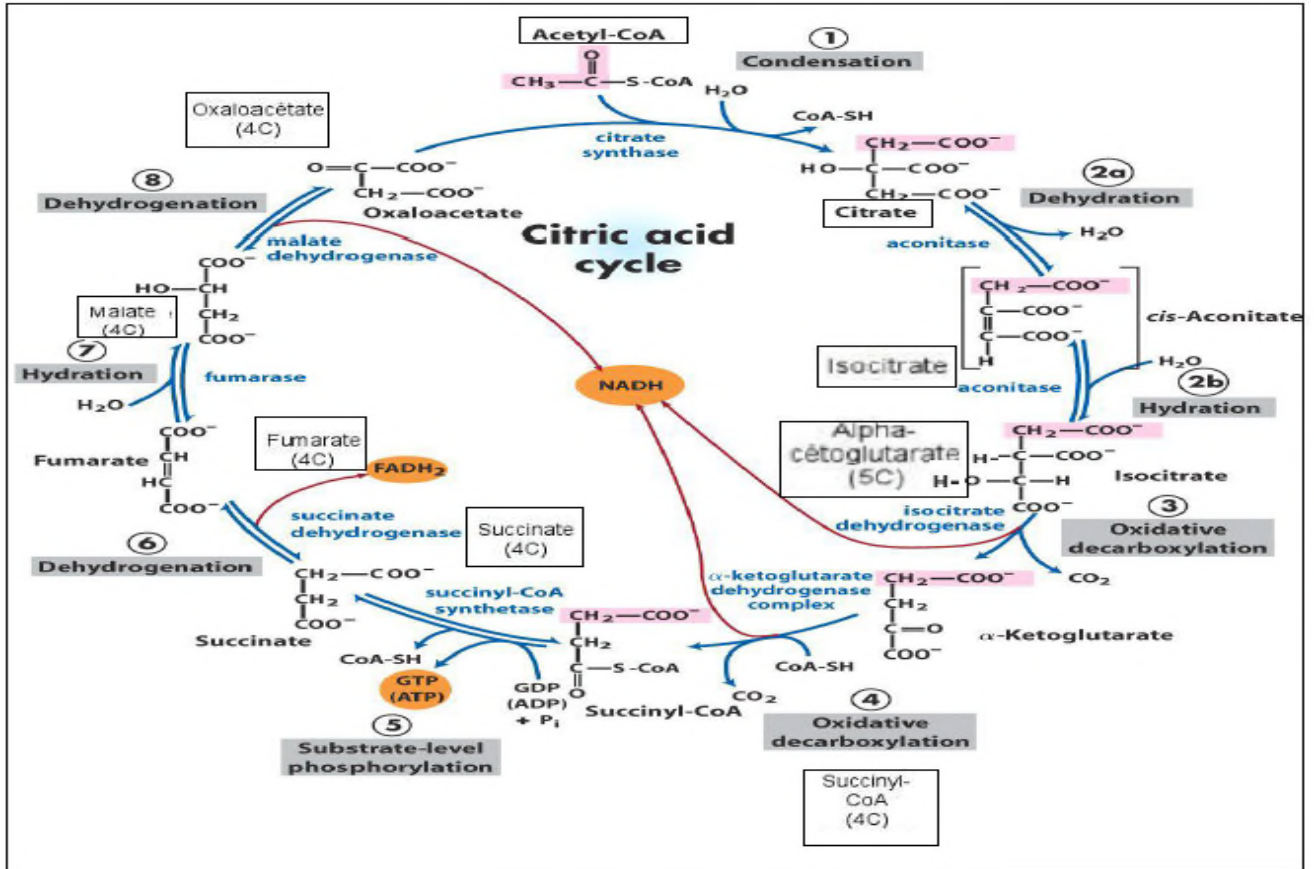 Acetyl-CoA
O
CH₃—C—S-CoA
1
Condensation
H₂O
CoA-SH
citrate
synthase
Oxaloacétate
(4C)
O=C—COO⁻
CH₂—COO⁻
Oxaloacetate
8
Dehydrogenation
malate
dehydrogenase
Citric acid
cycle
CH₂—COO⁻
HO—C—COO⁻
CH₂—COO⁻
Citrate
2a
Dehydration
aconitase
H₂O
CH₂—COO⁻
C—COO⁻
C—COO⁻
H
cis-Aconitate
Isocitrate
aconitase
H₂O
2b
Hydration
CH₂—COO⁻
H-C—COO⁻
H-O—C—H
COO⁻
Isocitrate
Alpha-
cétoglutarate
(5C)
isocitrate
dehydrogenase
3
Oxidative
decarboxylation
CO₂
CH₂—COO⁻
CH₂
C—O
COO⁻
α-Ketoglutarate
α-ketoglutarate
dehydrogenase
complex
CoA-SH
CO₂
4
Oxidative
decarboxylation
Succinyl-
CoA
(4C)
CH₂—COO⁻
CH₂
C—S-CoA
O
Succinyl-CoA
succinyl-CoA
synthetase
GDP
(ADP)
+ Pᵢ
CoA-SH
GTP
(ATP)
5
Substrate-level
phosphorylation
Succinate
(4C)
CH₂—COO⁻
CH₂
COO⁻
Succinate
6
Dehydrogenation
succinate
dehydrogenase
FADH₂
Fumarate
(4C)
COO⁻
CH
HC
COO⁻
Fumarate
7
Hydration
H₂O
fumarase
Malate
(4C)
COO⁻
HO—CH
CH₂
COO⁻
NADH